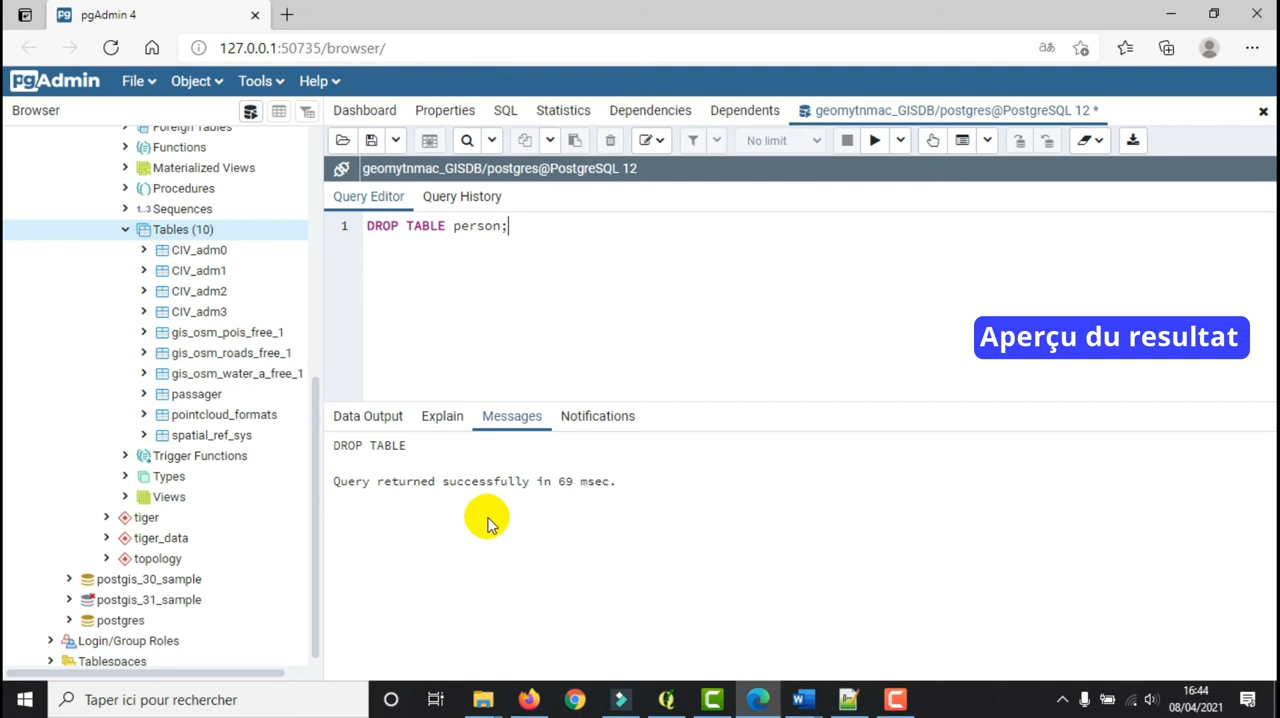 pgAdmin 4
127.0.0.1:50735/browser/
pgAdmin File Object Tools Help
Browser
Dashboard Properties SQL Statistics Dependencies Dependents geomytnmac_GISDB/postgres@PostgreSQL 12 *
No limit
geomytnmac_GISDB/postgres@PostgreSQL 12
Query Editor Query History
1 DROP TABLE person;
Aperçu du resultat
Foreign Tables
Functions
Materialized Views
Procedures
1..3 Sequences
Tables (10)
CIV_adm0
CIV_adm1
CIV_adm2
CIV_adm3
gis_osm_pois_free_1
gis_osm_roads_free_1
gis_osm_water_a_free_1
passager
pointcloud_formats
spatial_ref_sys
Trigger Functions
Types
Views
tiger
tiger_data
topology
postgis_30_sample
postgis_31_sample
postgres
Login/Group Roles
Tablespaces
Data Output Explain Messages Notifications
DROP TABLE
Query returned successfully in 69 msec.
Taper ici pour rechercher
16:44
08/04/2021